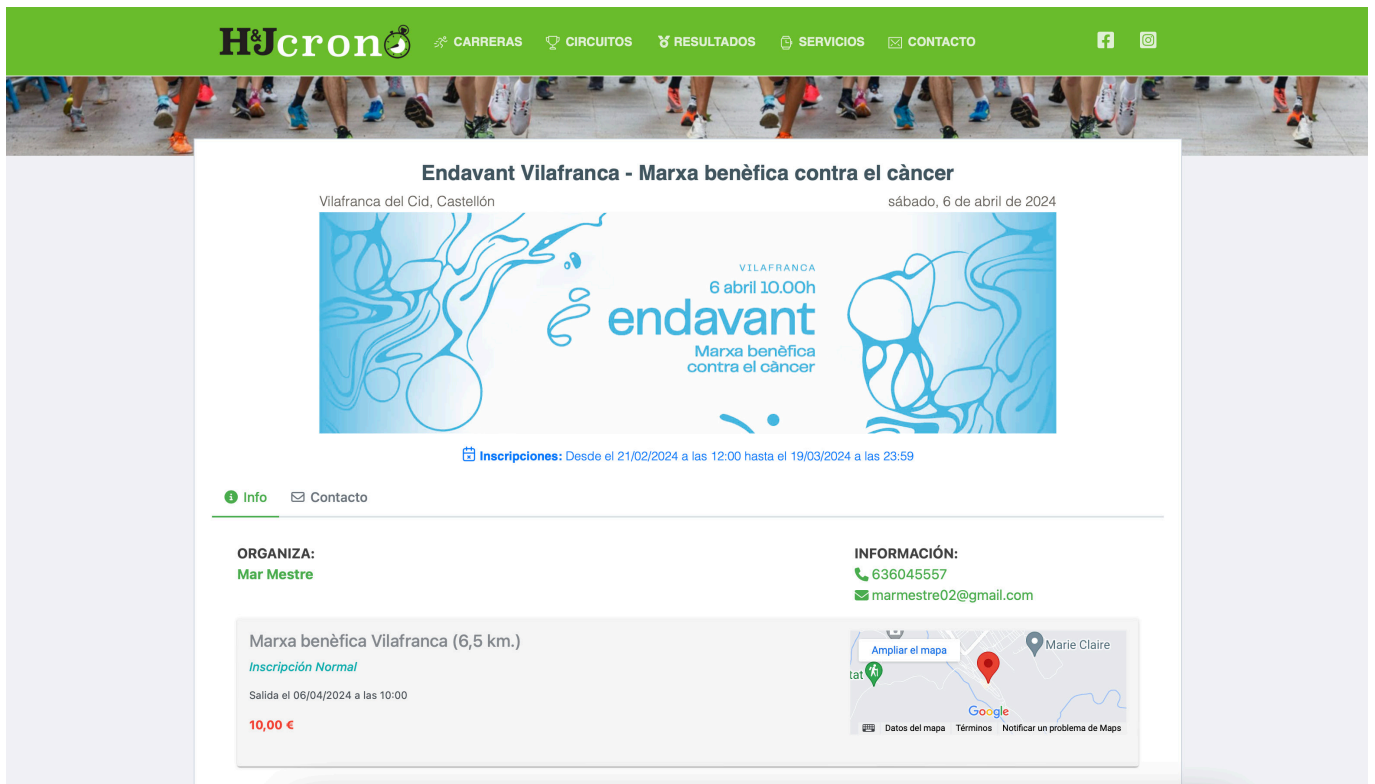 H&Jcrono
CARRERAS CIRCUITOS RESULTADOS SERVICIOS CONTACTO
Endavant Vilafranca - Marxa benèfica contra el càncer
Vilafranca del Cid, Castellón sábado, 6 de abril de 2024
VILAFRANCA
6 abril 10.00h
endavant
Marxa benèfica
contra el càncer
Inscripciones: Desde el 21/02/2024 a las 12:00 hasta el 19/03/2024 a las 23:59
Info Contacto
ORGANIZA:
Mar Mestre
INFORMACIÓN:
636045557
marmestre02@gmail.com
Marxa benèfica Vilafranca (6,5 km.)
Inscripción Normal
Salida el 06/04/2024 a las 10:00
10,00 €
Ampliar el mapa
Marie Claire
tat
Google
Datos del mapa Términos Notificar un problema de Maps